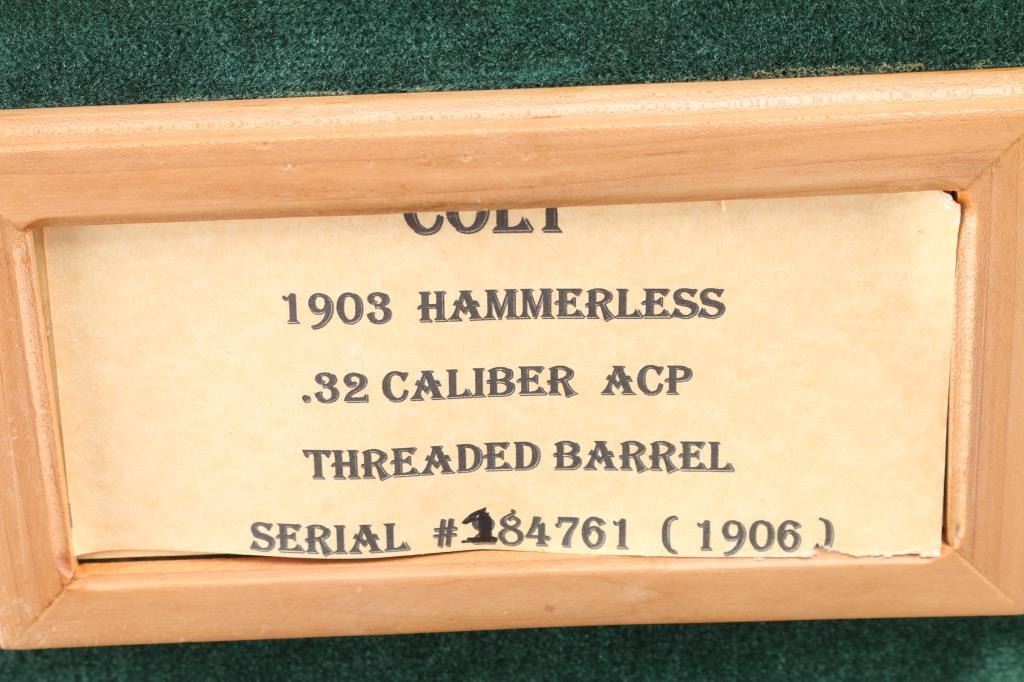 COLT
1903 HAMMERLESS
.32 CALIBER ACP
THREADED BARREL
SERIAL #184761 ( 1906 )